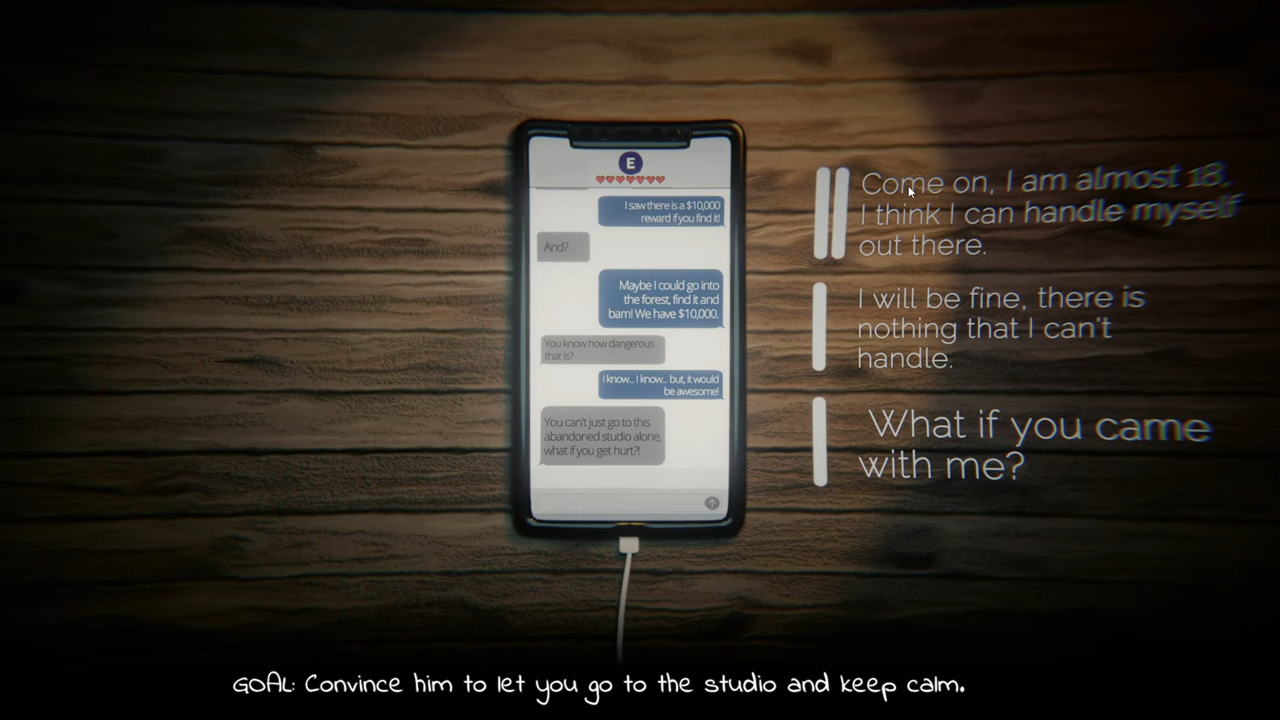 E
I saw there is a $10,000
reward if you find it!
And?
Maybe I could go into
the forest, find it and
bam! We have $10,000.
You know how dangerous
that is?
I know... I know... but, it would
be awesome!
You can't just go to this
abandoned studio alone,
what if you get hurt?!
Come on, I am almost 18.
I think I can handle myself
out there.
I will be fine, there is
nothing that I can't
handle.
What if you came
with me?
GOAL: Convince him to let you go to the studio and keep calm.